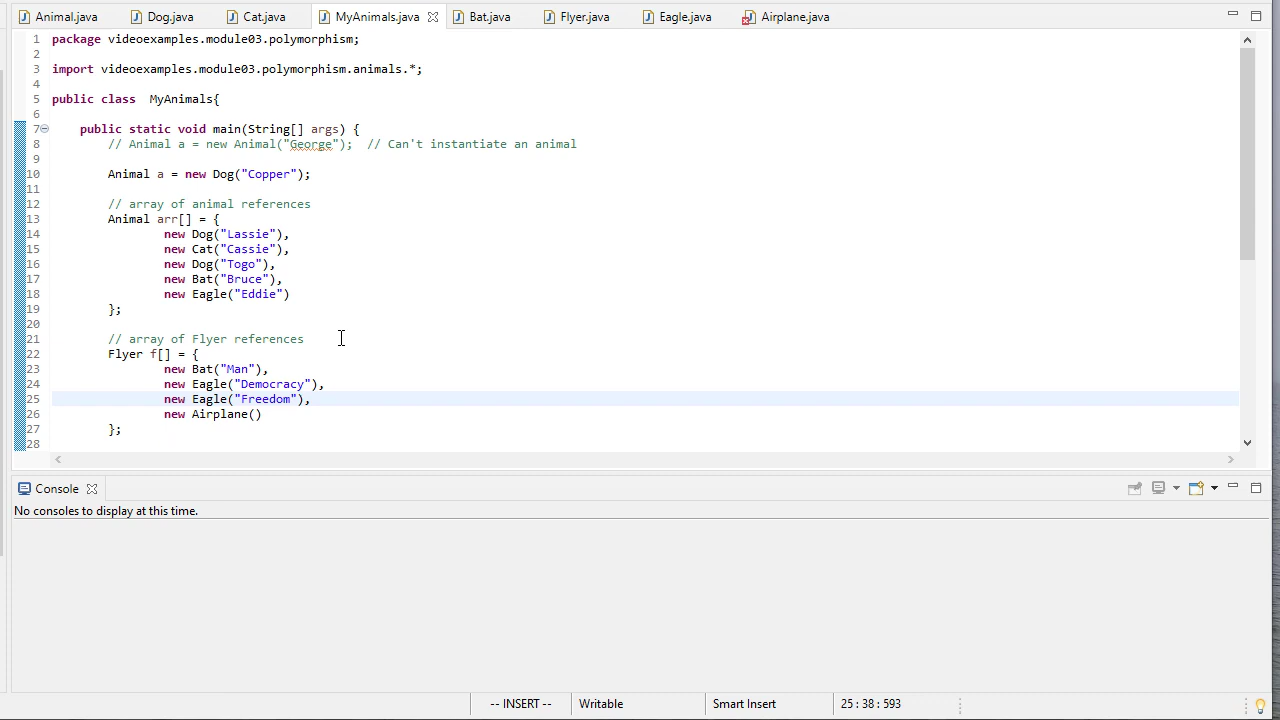 Animal.java Dog.java Cat.java MyAnimals.java Bat.java Flyer.java Eagle.java Airplane.java
1 package videoexamples.module03.polymorphism;
2
3 import videoexamples.module03.polymorphism.animals.*;
4
5 public class  MyAnimals{
6
7     public static void main(String[] args) {
8         // Animal a = new Animal("George");  // Can't instantiate an animal
9
10         Animal a = new Dog("Copper");
11
12         // array of animal references
13         Animal arr[] = {
14                 new Dog("Lassie"),
15                 new Cat("Cassie"),
16                 new Dog("Togo"),
17                 new Bat("Bruce"),
18                 new Eagle("Eddie")
19         };
20
21         // array of Flyer references
22         Flyer f[] = {
23                 new Bat("Man"),
24                 new Eagle("Democracy"),
25                 new Eagle("Freedom"),
26                 new Airplane()
27         };
28
Console
No consoles to display at this time.
-- INSERT -- Writable Smart Insert 25 : 38 : 593